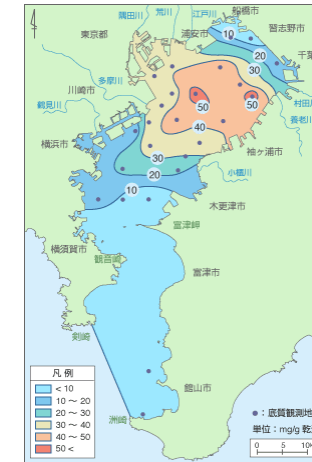 船橋市
隅田川 荒川 江戸川
東京都
浦安市
習志野市
千葉
10
20
30
多摩川
川崎市
鶴見川
50
50
村田川
養老川
40
横浜市
袖ヶ浦市
30
小櫃川
20
10
木更津市
富津岬
横須賀市
観音崎
富津市
剣崎
館山市
洲崎
凡 例
< 10
10 ～ 20
20 ～ 30
30 ～ 40
40 ～ 50
50 <
：底質観測地
単位：mg/g 乾
0 5 10k